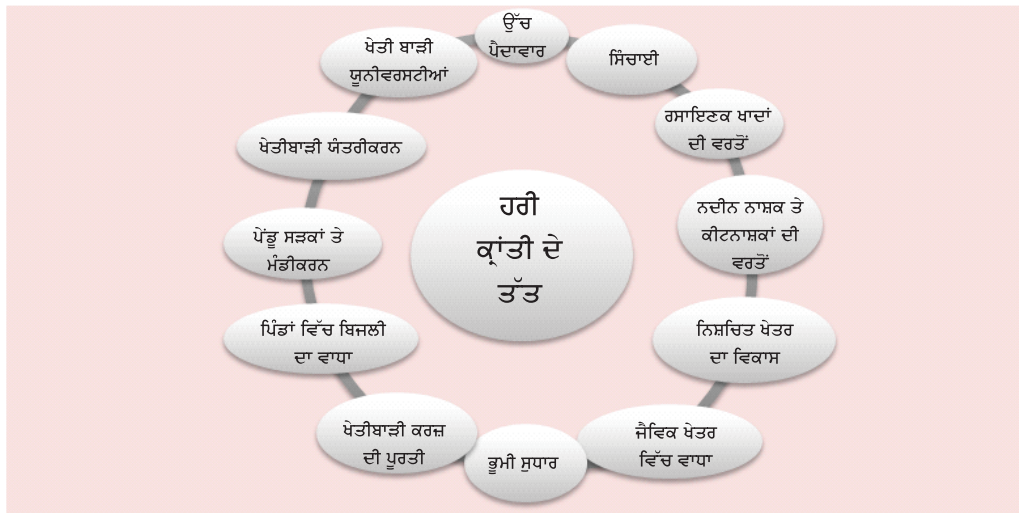 ਹਰੀ
ਕ੍ਰਾਂਤੀ ਦੇ
ਤੱਤ
ਉੱਚ
ਪੈਦਾਵਾਰ
ਸਿੰਚਾਈ
ਰਸਾਇਣਕ ਖਾਦਾਂ
ਦੀ ਵਰਤੋਂ
ਨਦੀਨ ਨਾਸ਼ਕ ਤੇ
ਕੀਟਨਾਸ਼ਕਾਂ ਦੀ
ਵਰਤੋਂ
ਨਿਸ਼ਚਿਤ ਖੇਤਰ
ਦਾ ਵਿਕਾਸ
ਜੈਵਿਕ ਖੇਤਰ
ਵਿੱਚ ਵਾਧਾ
ਭੂਮੀ ਸੁਧਾਰ
ਖੇਤੀਬਾੜੀ ਕਰਜ਼
ਦੀ ਪੂਰਤੀ
ਪਿੰਡਾਂ ਵਿੱਚ ਬਿਜਲੀ
ਦਾ ਵਾਧਾ
ਪੇਂਡੂ ਸੜਕਾਂ ਤੇ
ਮੰਡੀਕਰਨ
ਖੇਤੀਬਾੜੀ ਯੰਤਰੀਕਰਨ
ਖੇਤੀ ਬਾੜੀ
ਯੂਨੀਵਰਸਟੀਆਂ